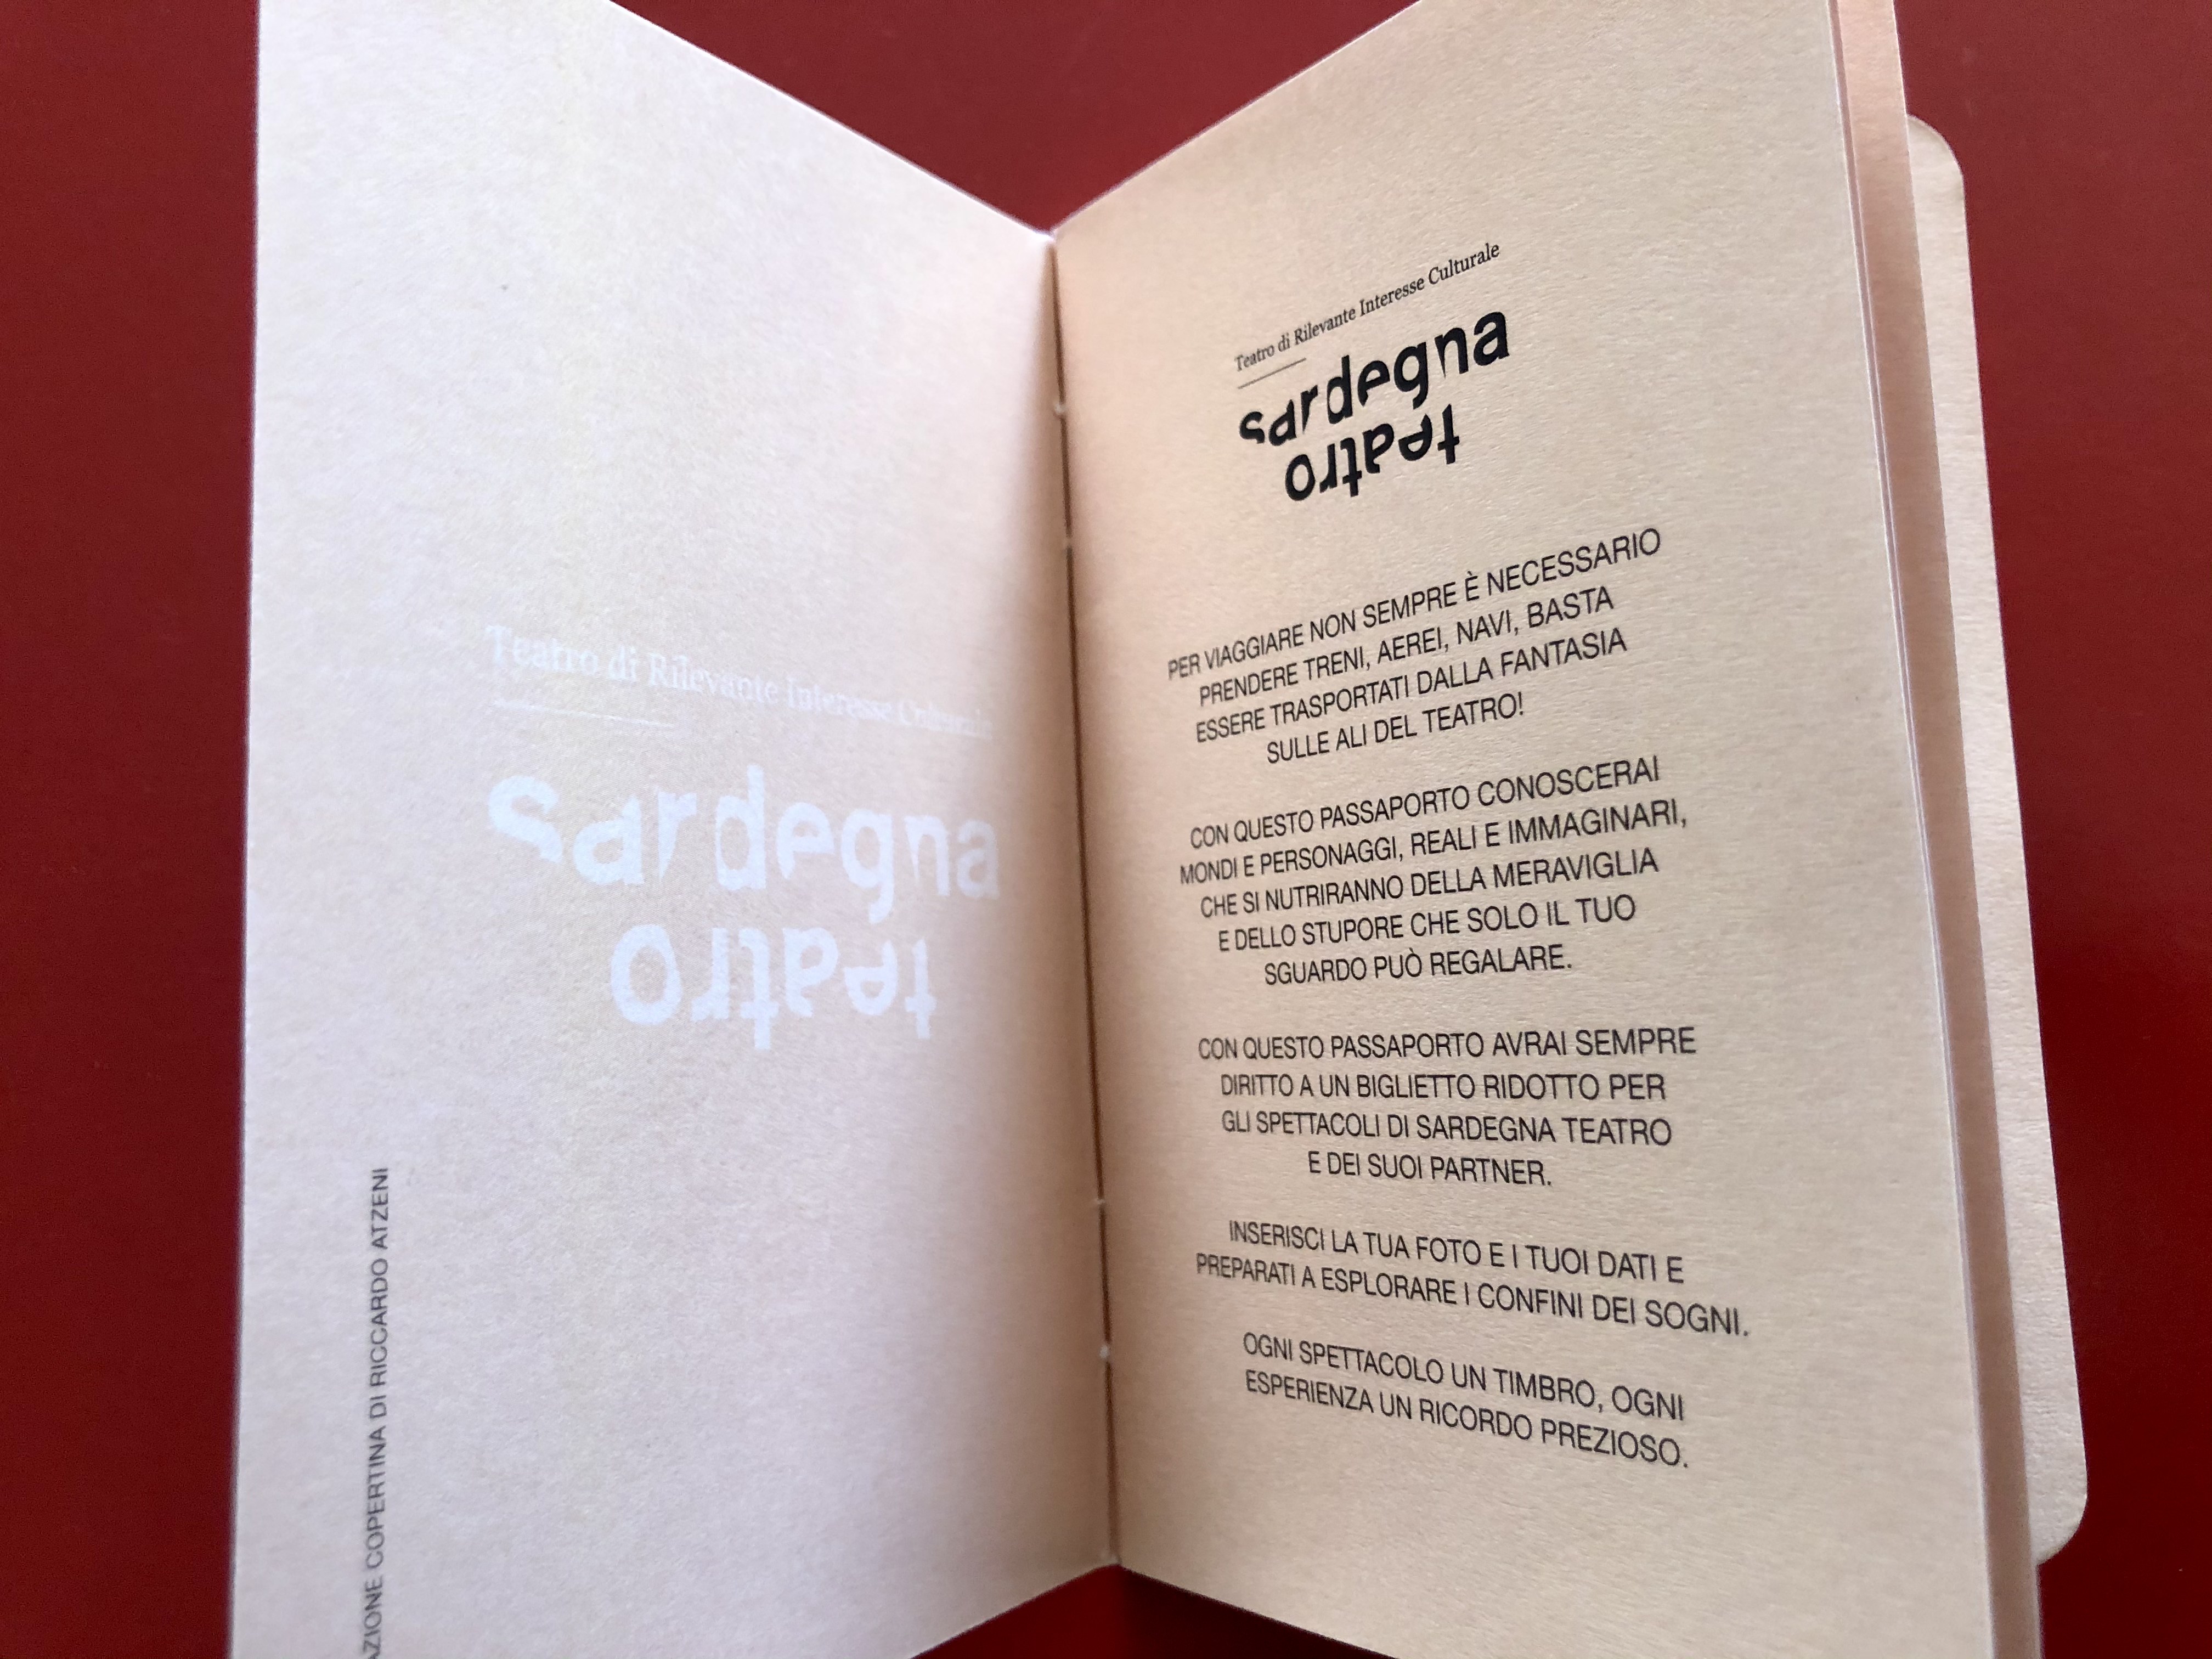 Teatro di Rilevante Interesse Culturale
sardegna
teatro
AZIONE COPERTINA DI RICCARDO ATZENI
Teatro di Rilevante Interesse Culturale
sardegna
teatro
PER VIAGGIARE NON SEMPRE È NECESSARIO
PRENDERE TRENI, AEREI, NAVI, BASTA
ESSERE TRASPORTATI DALLA FANTASIA
SULLE ALI DEL TEATRO!
CON QUESTO PASSAPORTO CONOSCERAI
MONDI E PERSONAGGI, REALI E IMMAGINARI,
CHE SI NUTRIRANNO DELLA MERAVIGLIA
E DELLO STUPORE CHE SOLO IL TUO
SGUARDO PUÒ REGALARE.
CON QUESTO PASSAPORTO AVRAI SEMPRE
DIRITTO A UN BIGLIETTO RIDOTTO PER
GLI SPETTACOLI DI SARDEGNA TEATRO
E DEI SUOI PARTNER.
INSERISCI LA TUA FOTO E I TUOI DATI E
PREPARATI A ESPLORARE I CONFINI DEI SOGNI.
OGNI SPETTACOLO UN TIMBRO, OGNI
ESPERIENZA UN RICORDO PREZIOSO.